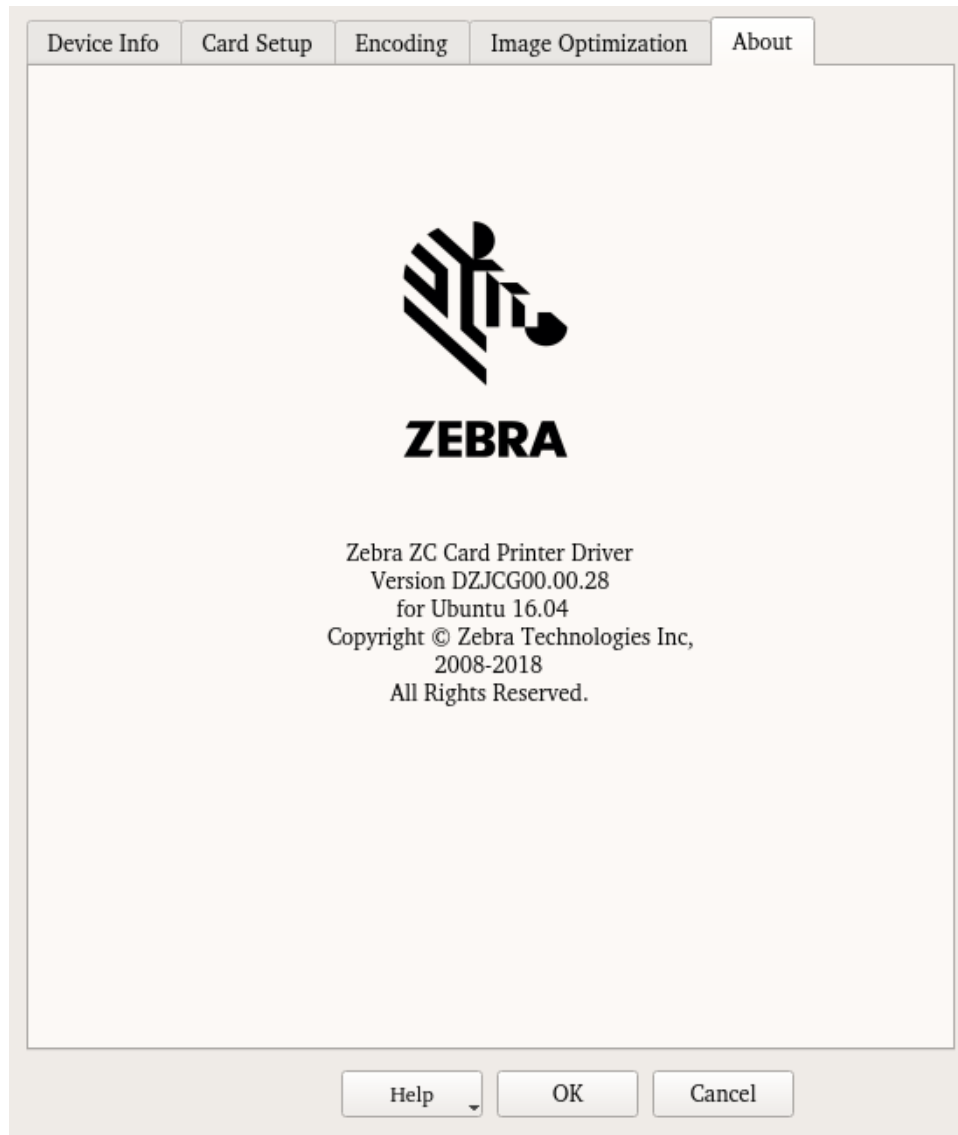 Device Info Card Setup Encoding Image Optimization About
ZEBRA
Zebra ZC Card Printer Driver
Version DZJCG00.00.28
for Ubuntu 16.04
Copyright © Zebra Technologies Inc,
2008-2018
All Rights Reserved.
Help OK Cancel